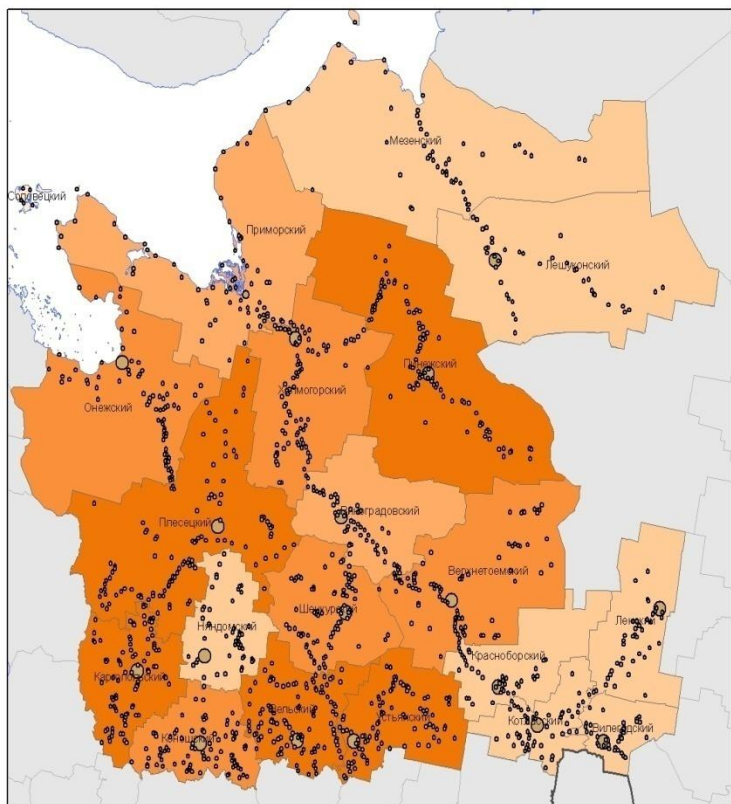 Мезенский
Соловецкий
Приморский
Лешуконский
Пинежский
Холмогорский
Онежский
Виноградовский
Плесецкий
Верхнетоемский
Шенкурский
Няндомский
Ленский
Красноборский
Каргопольский
Вельский
Устьянский
Котласский
Вилегодский
Коношский